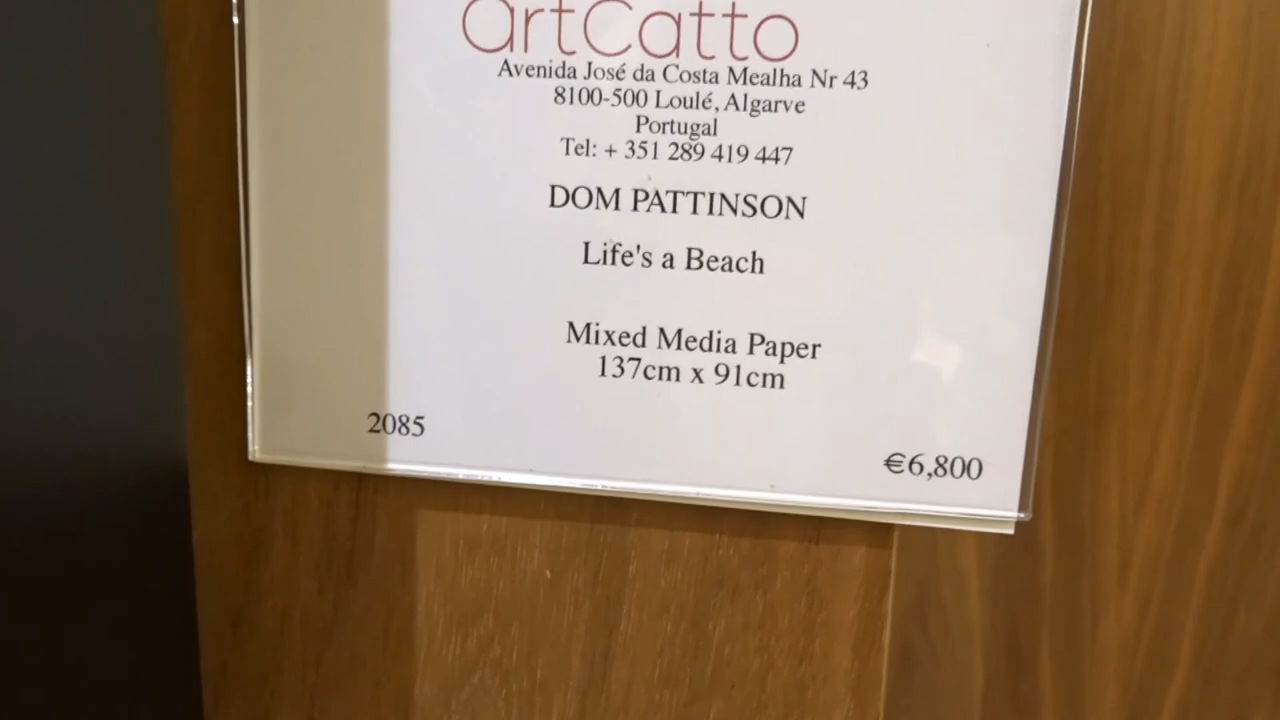 artCatto
Avenida José da Costa Mealha Nr 43
8100-500 Loulé, Algarve
Portugal
Tel: + 351 289 419 447
DOM PATTINSON
Life's a Beach
Mixed Media Paper
137cm x 91cm
2085
€6,800